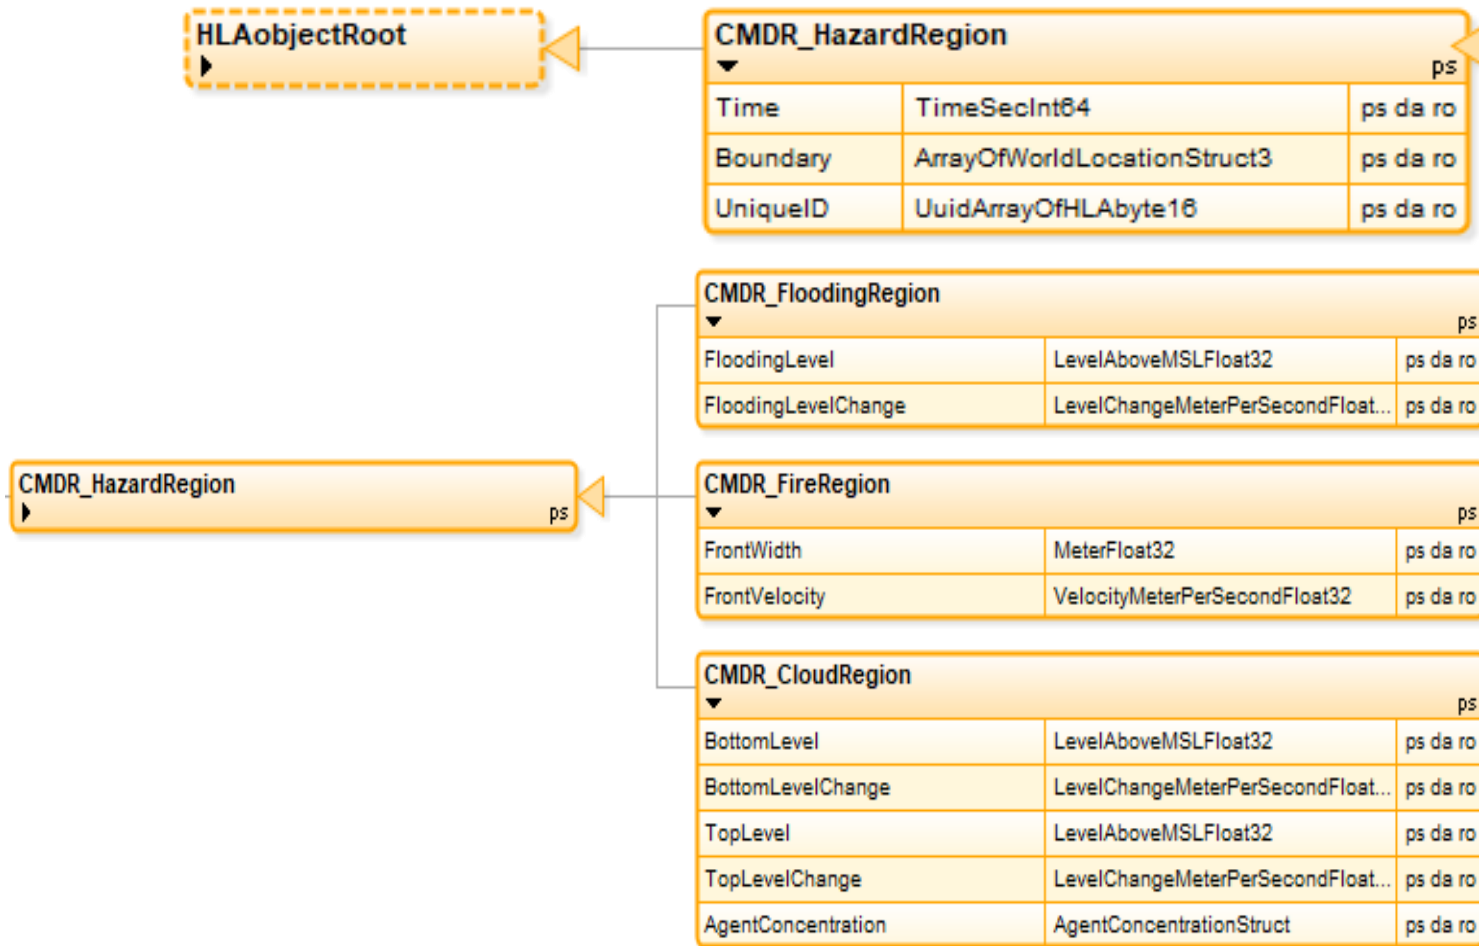 HLAobjectRoot
CMDR_HazardRegion
ps
Time TimeSecInt64 ps da ro
Boundary ArrayOfWorldLocationStruct3 ps da ro
UniqueID UuidArrayOfHLAbyte16 ps da ro
CMDR_FloodingRegion
ps
FloodingLevel LevelAboveMSLFloat32 ps da ro
FloodingLevelChange LevelChangeMeterPerSecondFloat... ps da ro
CMDR_HazardRegion
ps
CMDR_FireRegion
ps
FrontWidth MeterFloat32 ps da ro
FrontVelocity VelocityMeterPerSecondFloat32 ps da ro
CMDR_CloudRegion
ps
BottomLevel LevelAboveMSLFloat32 ps da ro
BottomLevelChange LevelChangeMeterPerSecondFloat... ps da ro
TopLevel LevelAboveMSLFloat32 ps da ro
TopLevelChange LevelChangeMeterPerSecondFloat... ps da ro
AgentConcentration AgentConcentrationStruct ps da ro